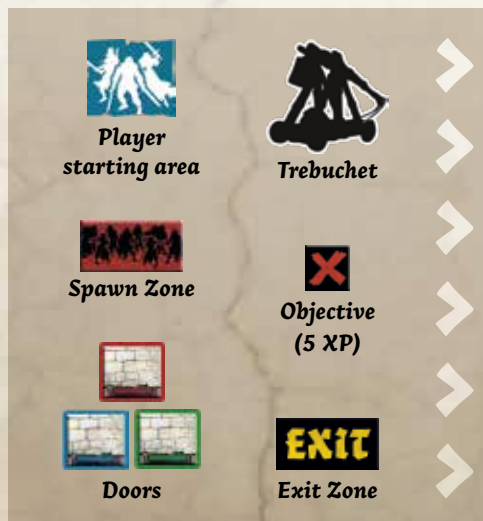 Player
starting area
Trebuchet
Spawn Zone
Objective
(5 XP)
Doors
EXIT
Exit Zone